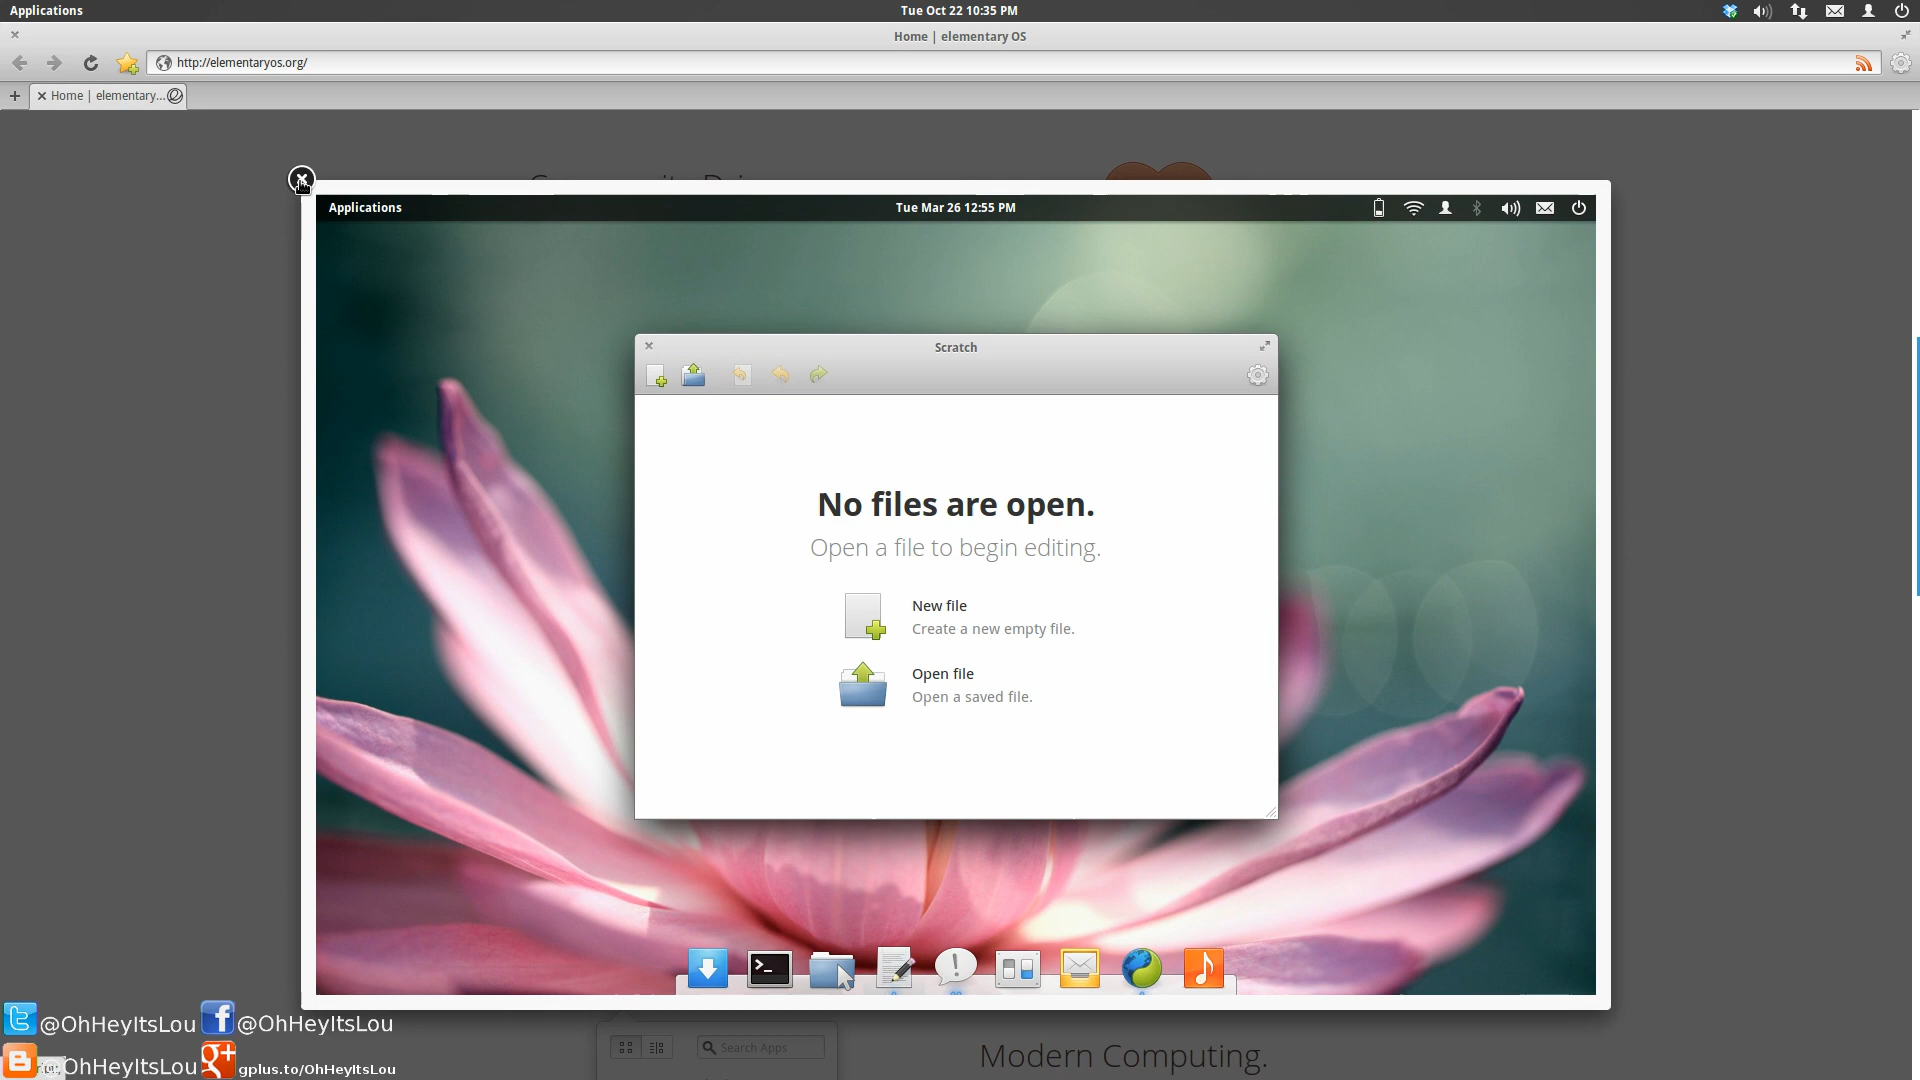 Applications
Tue Oct 22 10:35 PM
Home | elementary OS
http://elementaryos.org/
Home | elementary...
Applications
Tue Mar 26 12:55 PM
Scratch
No files are open.
Open a file to begin editing.
New file
Create a new empty file.
Open file
Open a saved file.
@OhHeyItsLou
@OhHeyItsLou
OhHeyItsLou
gplus.to/OhHeyItsLou
Search Apps
Modern Computing.